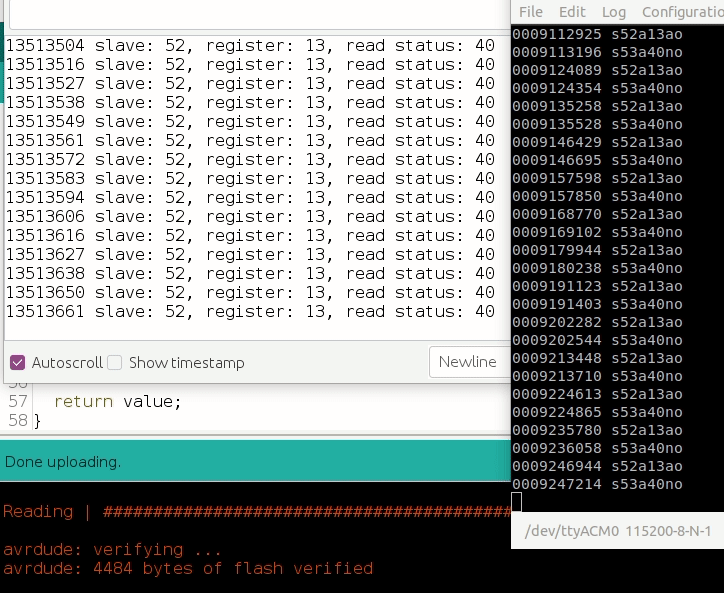 13513504 slave: 52, register: 13, read status: 40
13513516 slave: 52, register: 13, read status: 40
13513527 slave: 52, register: 13, read status: 40
13513538 slave: 52, register: 13, read status: 40
13513549 slave: 52, register: 13, read status: 40
13513561 slave: 52, register: 13, read status: 40
13513572 slave: 52, register: 13, read status: 40
13513583 slave: 52, register: 13, read status: 40
13513594 slave: 52, register: 13, read status: 40
13513606 slave: 52, register: 13, read status: 40
13513616 slave: 52, register: 13, read status: 40
13513627 slave: 52, register: 13, read status: 40
13513638 slave: 52, register: 13, read status: 40
13513650 slave: 52, register: 13, read status: 40
13513661 slave: 52, register: 13, read status: 40
Autoscroll Show timestamp Newline
56
57 return value;
58 }
Done uploading.
Reading | #########################################
avrdude: verifying ...
avrdude: 4484 bytes of flash verified
File Edit Log Configuratio
0009112925 s52a13ao
0009113196 s53a40no
0009124089 s52a13ao
0009124354 s53a40no
0009135258 s52a13ao
0009135528 s53a40no
0009146429 s52a13ao
0009146695 s53a40no
0009157598 s52a13ao
0009157850 s53a40no
0009168770 s52a13ao
0009169102 s53a40no
0009179944 s52a13ao
0009180238 s53a40no
0009191123 s52a13ao
0009191403 s53a40no
0009202282 s52a13ao
0009202544 s53a40no
0009213448 s52a13ao
0009213710 s53a40no
0009224613 s52a13ao
0009224865 s53a40no
0009235780 s52a13ao
0009236058 s53a40no
0009246944 s52a13ao
0009247214 s53a40no
/dev/ttyACM0 115200-8-N-1